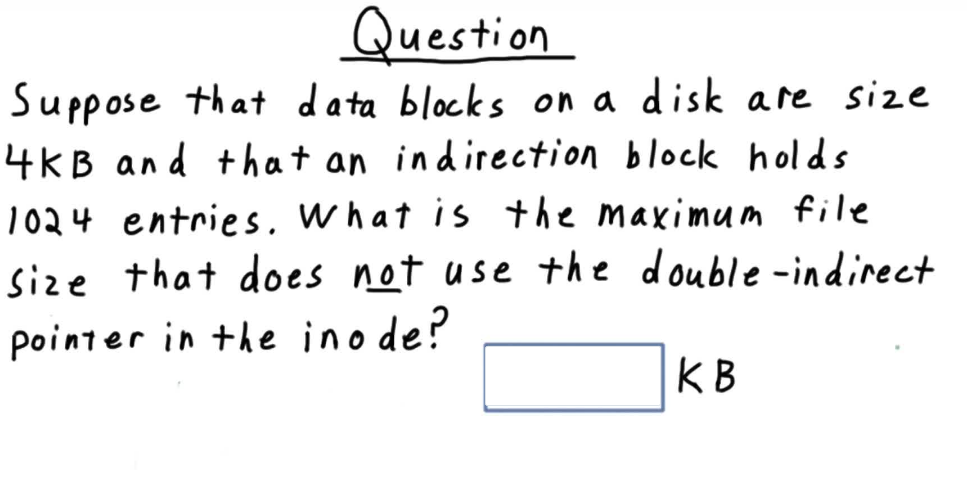 Question
Suppose that data blocks on a disk are size
4KB and that an indirection block holds
1024 entries. What is the maximum file
size that does not use the double-indirect
pointer in the inode?
KB